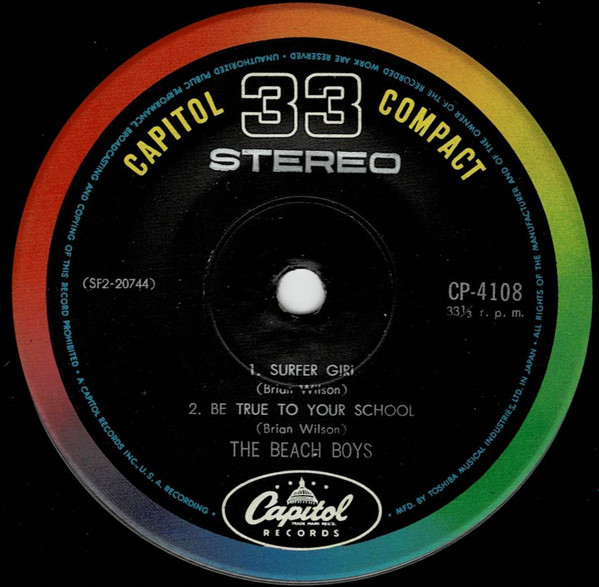 CAPITOL 33 COMPACT
STEREO
(SF2-20744)
CP-4108
33⅓ r. p. m.
1. SURFER GIRL
(Brian Wilson)
2. BE TRUE TO YOUR SCHOOL
(Brian Wilson)
THE BEACH BOYS
Capitol
TRADE MARK REG'D.
RECORDS
MFD. BY TOSHIBA MUSICAL INDUSTRIES, LTD. IN JAPAN • ALL RIGHTS OF THE MANUFACTURER AND OF THE OWNER OF THE RECORDED WORK ARE RESERVED • UNAUTHORIZED PUBLIC PERFORMANCE BROADCASTING AND COPYING OF THIS RECORD PROHIBITED • A CAPITOL RECORDS INC., U. S. A. RECORDING •